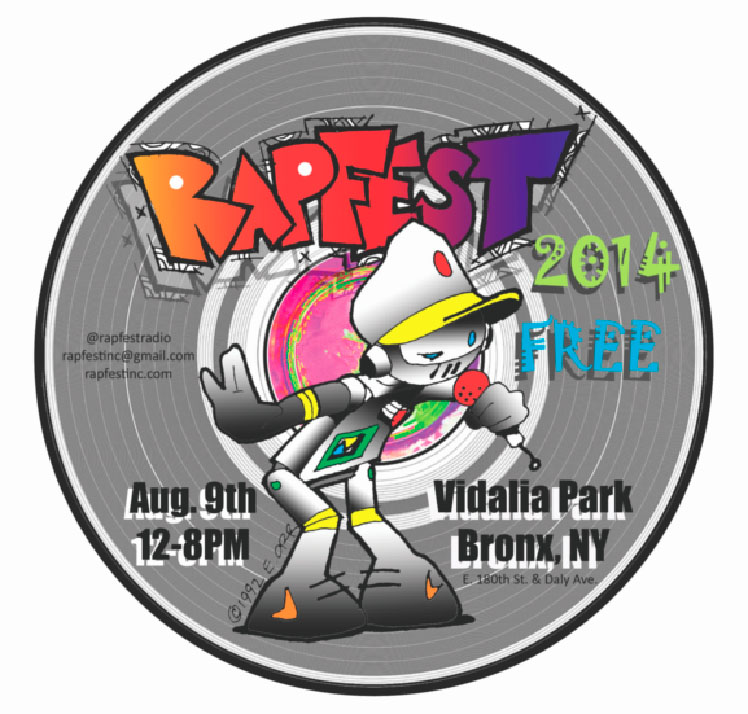 RAPFEST
2014
FREE
@rapfestradio
rapfestinc@gmail.com
rapfestinc.com
Aug. 9th
12-8PM
Vidalia Park
Bronx, NY
E. 180th St. & Daly Ave.
©1992 E.